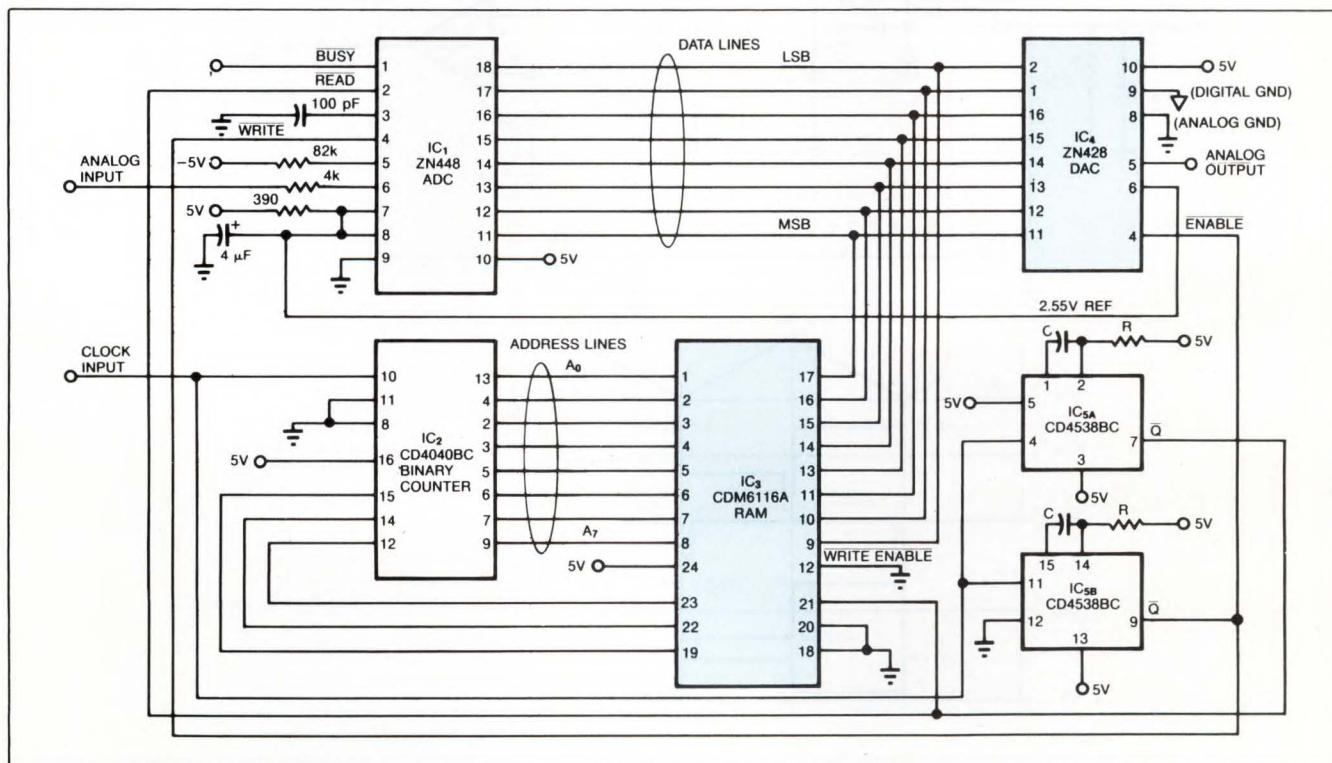 BUSY
READ
100 pF
WRITE
-5V
82k
ANALOG
INPUT
4k
5V
390
+
4 μF
1
2
3
4
5
6
7
8
9
IC1
ZN448
ADC
18
17
16
15
14
13
12
11
10
5V
DATA LINES
LSB
MSB
2
1
16
15
14
13
12
11
IC4
ZN428
DAC
10
9
8
5
6
4
5V
(DIGITAL GND)
(ANALOG GND)
ANALOG
OUTPUT
ENABLE
2.55V REF
CLOCK
INPUT
5V
10
11
8
16
15
14
12
IC2
CD4040BC
BINARY
COUNTER
13
4
2
3
5
6
7
9
ADDRESS LINES
A0
A7
5V
1
2
3
4
5
6
7
8
24
23
22
19
IC3
CDM6116A
RAM
17
16
15
14
13
11
10
9
12
21
20
18
WRITE ENABLE
C
R
5V
1
2
5V
5
4
IC5A
CD4538BC
7
Q
3
5V
C
R
5V
15
14
11
12
IC5B
CD4538BC
9
Q
13
5V